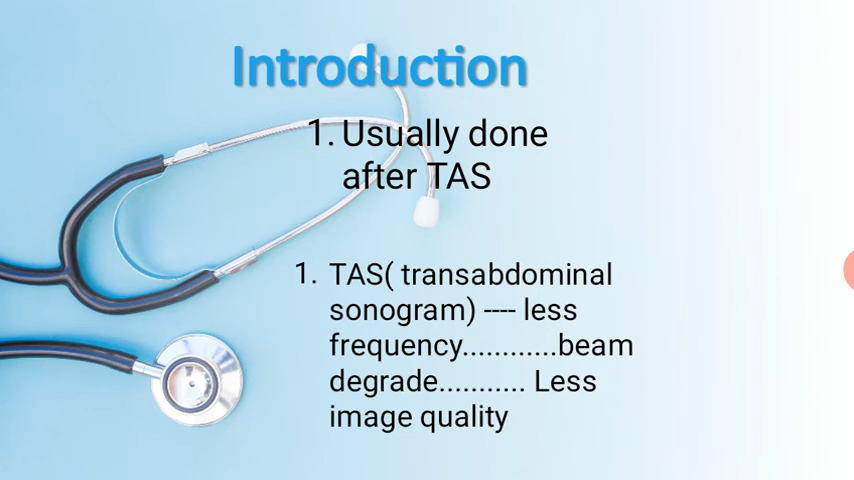 Introduction
1. Usually done
after TAS
1. TAS( transabdominal
sonogram) ---- less
frequency............beam
degrade........... Less
image quality